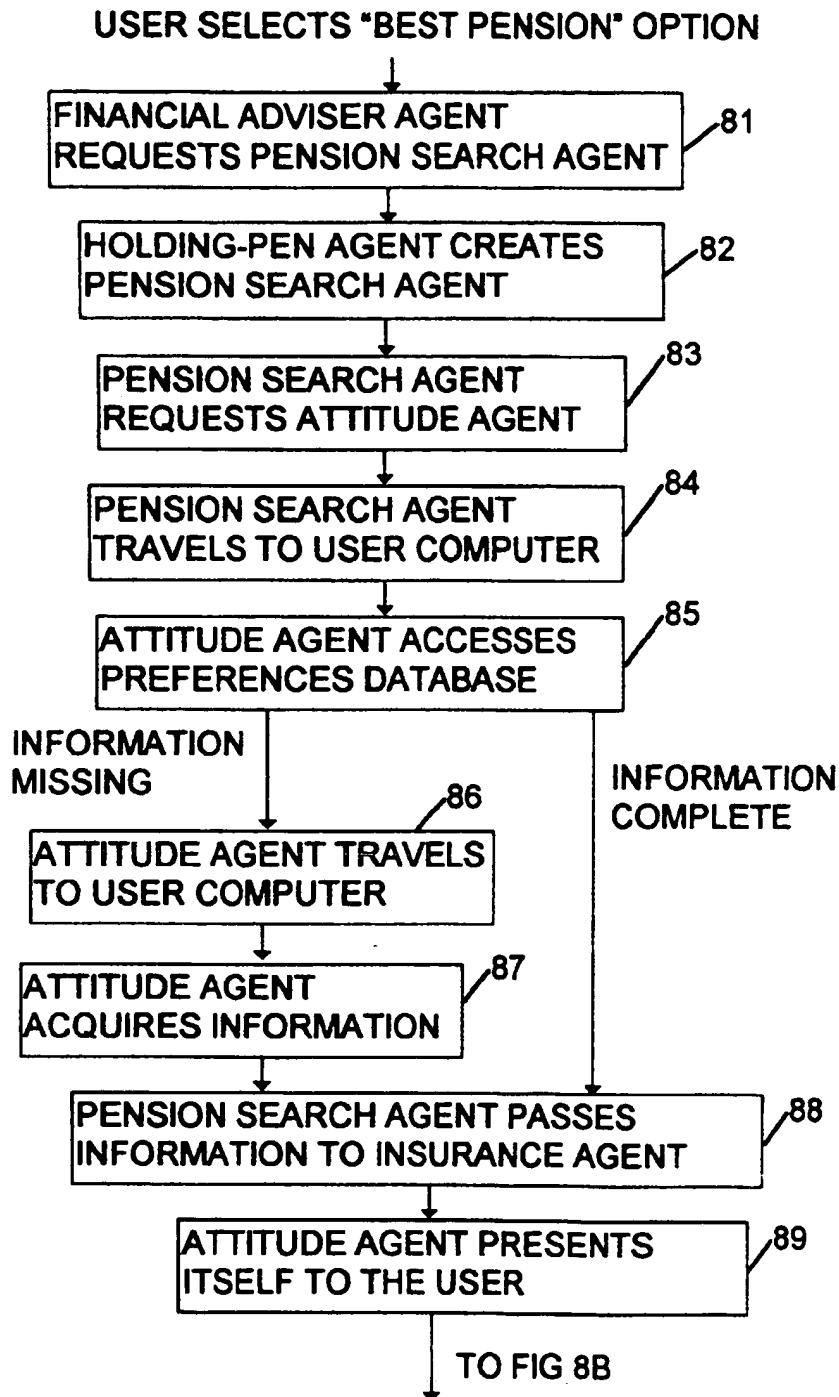 USER SELECTS "BEST PENSION" OPTION
FINANCIAL ADVISER AGENT
REQUESTS PENSION SEARCH AGENT
81
HOLDING-PEN AGENT CREATES
PENSION SEARCH AGENT
82
PENSION SEARCH AGENT
REQUESTS ATTITUDE AGENT
83
PENSION SEARCH AGENT
TRAVELS TO USER COMPUTER
84
ATTITUDE AGENT ACCESSES
PREFERENCES DATABASE
85
INFORMATION
MISSING
INFORMATION
COMPLETE
86
ATTITUDE AGENT TRAVELS
TO USER COMPUTER
87
ATTITUDE AGENT
ACQUIRES INFORMATION
PENSION SEARCH AGENT PASSES
INFORMATION TO INSURANCE AGENT
88
ATTITUDE AGENT PRESENTS
ITSELF TO THE USER
89
TO FIG 8B